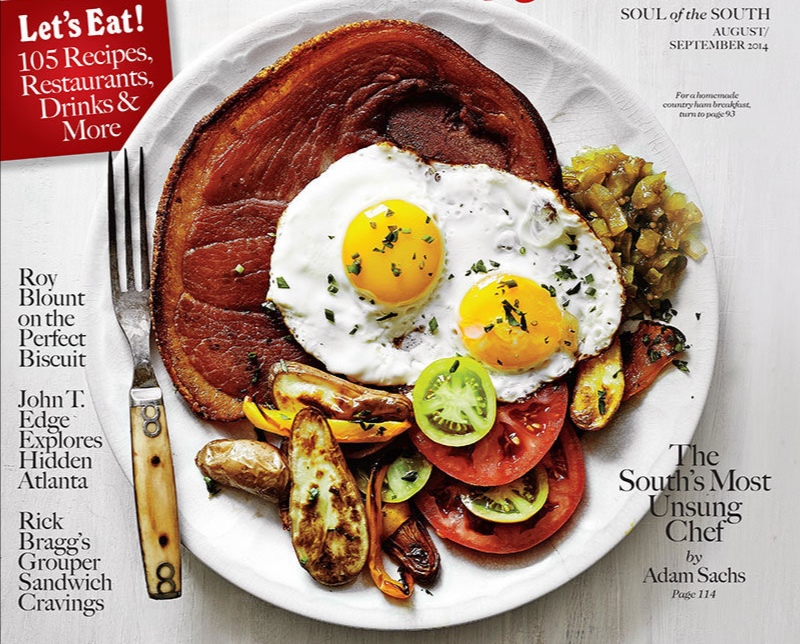 Let's Eat!
105 Recipes,
Restaurants,
Drinks &
More
SOUL of the SOUTH
AUGUST/
SEPTEMBER 2014
For a homemade
country ham breakfast,
turn to page 93
Roy
Blount
on the
Perfect
Biscuit
John T.
Edge
Explores
Hidden
Atlanta
Rick
Bragg's
Grouper
Sandwich
Cravings
8
8
The
South's Most
Unsung
Chef
by
Adam Sachs
Page 114